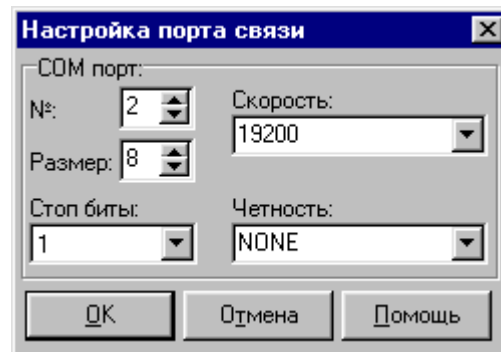 Настройка порта связи
COM порт:
№: 2
Скорость:
19200
Размер: 8
Стоп биты:
1
Четность:
NONE
OK
Отмена
Помощь